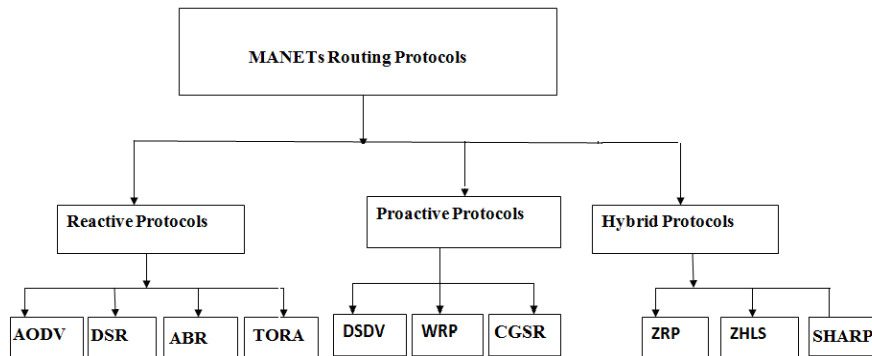 MANETs Routing Protocols
Reactive Protocols
Proactive Protocols
Hybrid Protocols
AODV
DSR
ABR
TORA
DSDV
WRP
CGSR
ZRP
ZHLS
SHARP